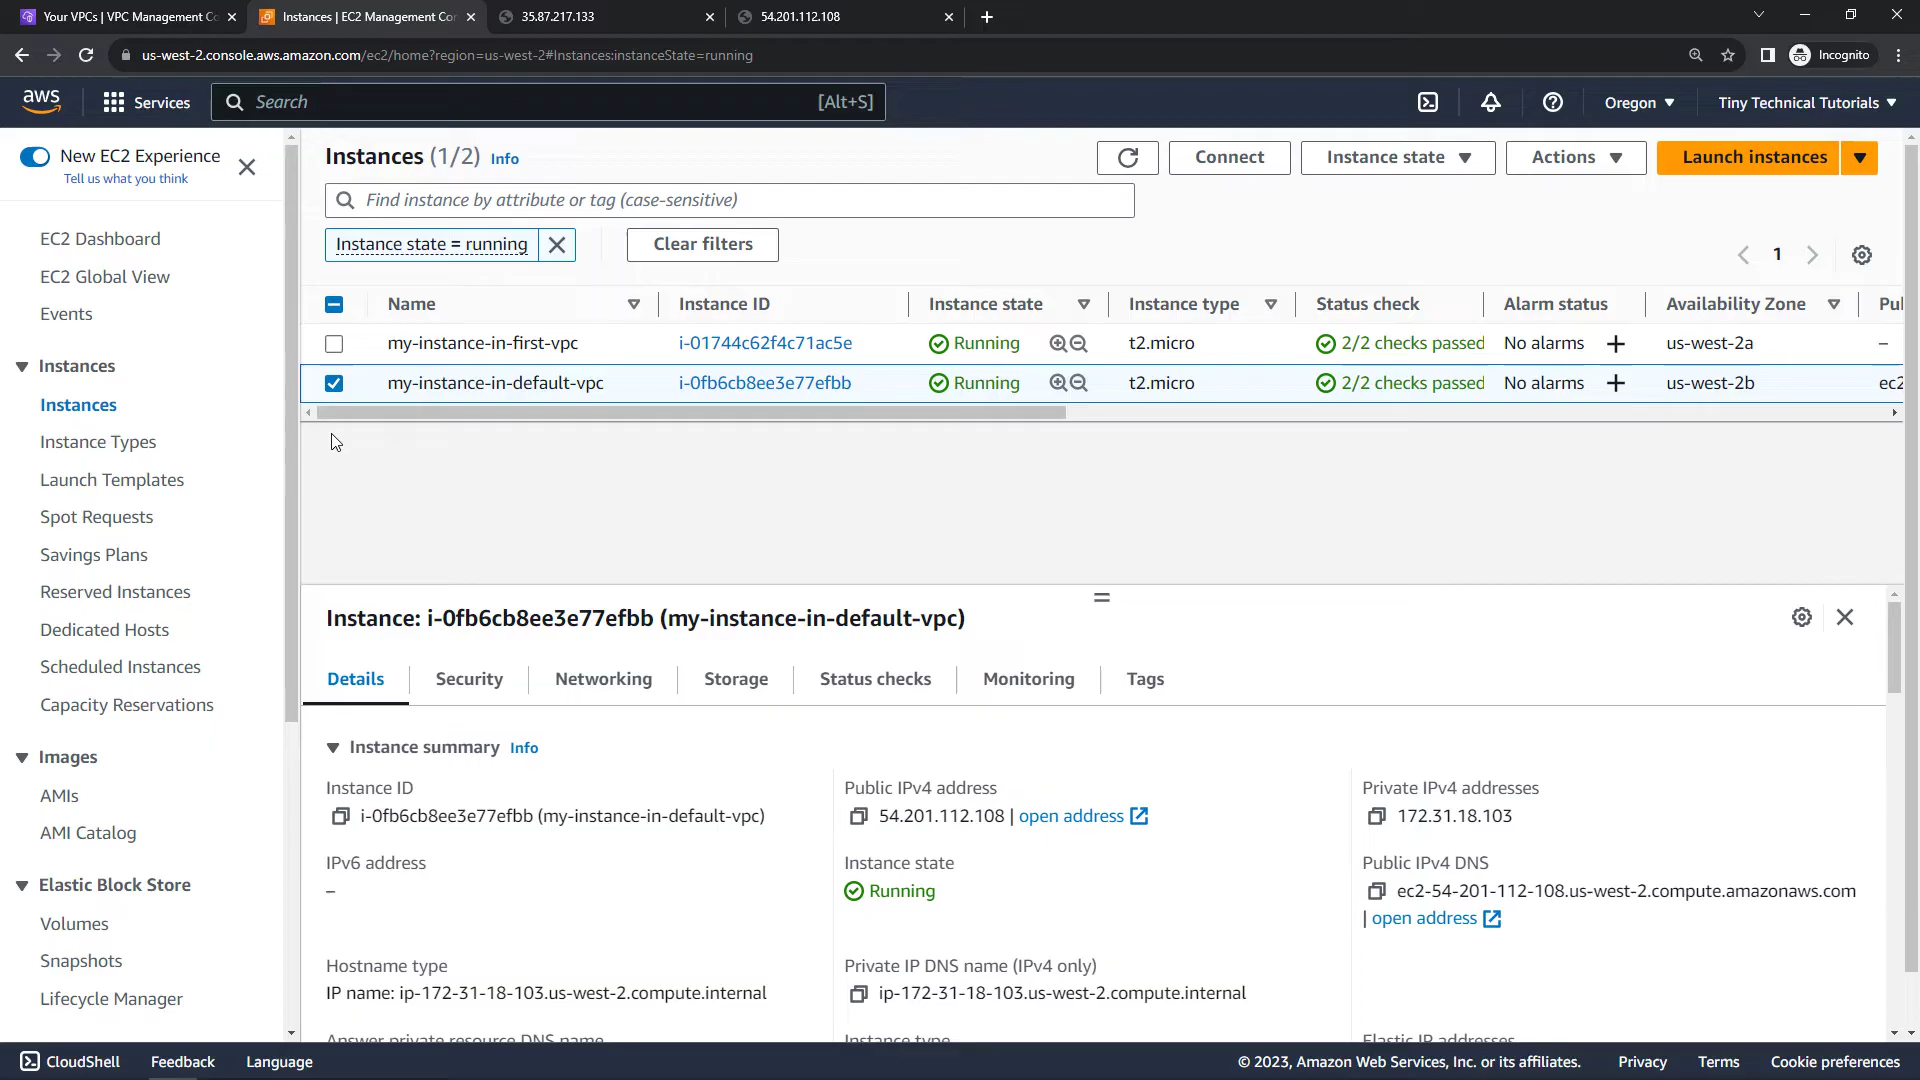 Your VPCs | VPC Management Co
Instances | EC2 Management Con
35.87.217.133
54.201.112.108
us-west-2.console.aws.amazon.com/ec2/home?region=us-west-2#Instances:instanceState=running
Incognito
aws
Services
Search
[Alt+S]
Oregon
Tiny Technical Tutorials
New EC2 Experience
Tell us what you think
EC2 Dashboard
EC2 Global View
Events
Instances
Instances
Instance Types
Launch Templates
Spot Requests
Savings Plans
Reserved Instances
Dedicated Hosts
Scheduled Instances
Capacity Reservations
Images
AMIs
AMI Catalog
Elastic Block Store
Volumes
Snapshots
Lifecycle Manager
Instances (1/2) Info
Connect
Instance state
Actions
Launch instances
Find instance by attribute or tag (case-sensitive)
Instance state = running
Clear filters
1
Name Instance ID Instance state Instance type Status check Alarm status Availability Zone Pul
my-instance-in-first-vpc i-01744c62f4c71ac5e Running t2.micro 2/2 checks passed No alarms + us-west-2a –
my-instance-in-default-vpc i-0fb6cb8ee3e77efbb Running t2.micro 2/2 checks passed No alarms + us-west-2b ec2
Instance: i-0fb6cb8ee3e77efbb (my-instance-in-default-vpc)
Details Security Networking Storage Status checks Monitoring Tags
Instance summary Info
Instance ID
i-0fb6cb8ee3e77efbb (my-instance-in-default-vpc)
Public IPv4 address
54.201.112.108 | open address
Private IPv4 addresses
172.31.18.103
IPv6 address
–
Instance state
Running
Public IPv4 DNS
ec2-54-201-112-108.us-west-2.compute.amazonaws.com
| open address
Hostname type
IP name: ip-172-31-18-103.us-west-2.compute.internal
Private IP DNS name (IPv4 only)
ip-172-31-18-103.us-west-2.compute.internal
Answer private resource DNS name
Instance type
Elastic IP addresses
CloudShell
Feedback
Language
© 2023, Amazon Web Services, Inc. or its affiliates.
Privacy
Terms
Cookie preferences